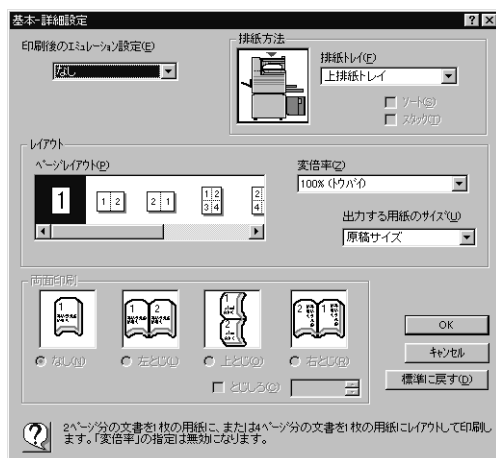 基本-詳細設定
印刷後のエミュレーション設定(E)
なし
排紙方法
排紙トレイ(F)
上排紙トレイ
ソート(S)
スタック(T)
レイアウト
ページレイアウト(P)
1
1 2
2 1
1 2
3 4
2
4
変倍率(Z)
100% (トウバイ)
出力する用紙のサイズ(U)
原稿サイズ
両面印刷
なし(N)
左とじ(L)
上とじ(O)
右とじ(R)
とじしろ(G)
OK
キャンセル
標準に戻す(D)
2ページ分の文書を1枚の用紙に、または4ページ分の文書を1枚の用紙にレイアウトして印刷し
ます。「変倍率」の指定は無効になります。